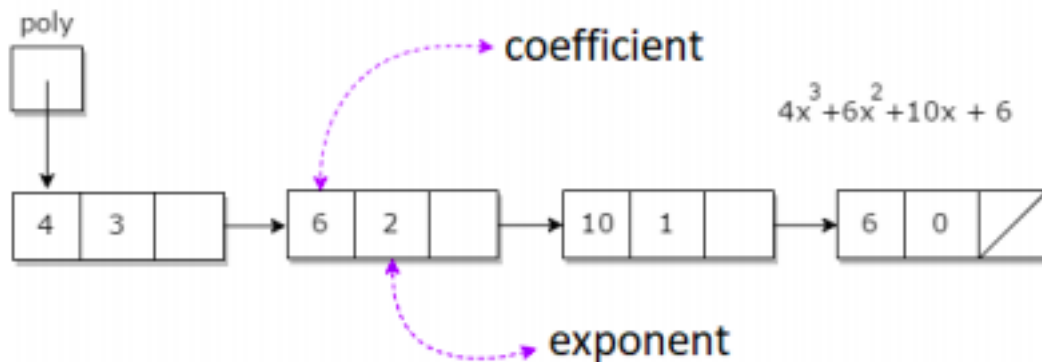 poly
coefficient
4x³+6x²+10x + 6
4 3
6 2
10 1
6 0
exponent